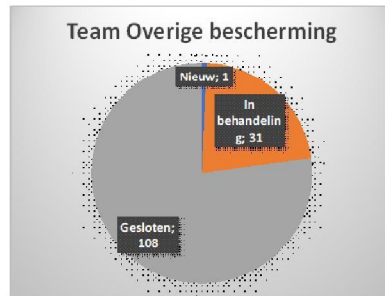 Team Overige bescherming
Nieuw; 1
In
behandelin
g; 31
Gesloten;
108